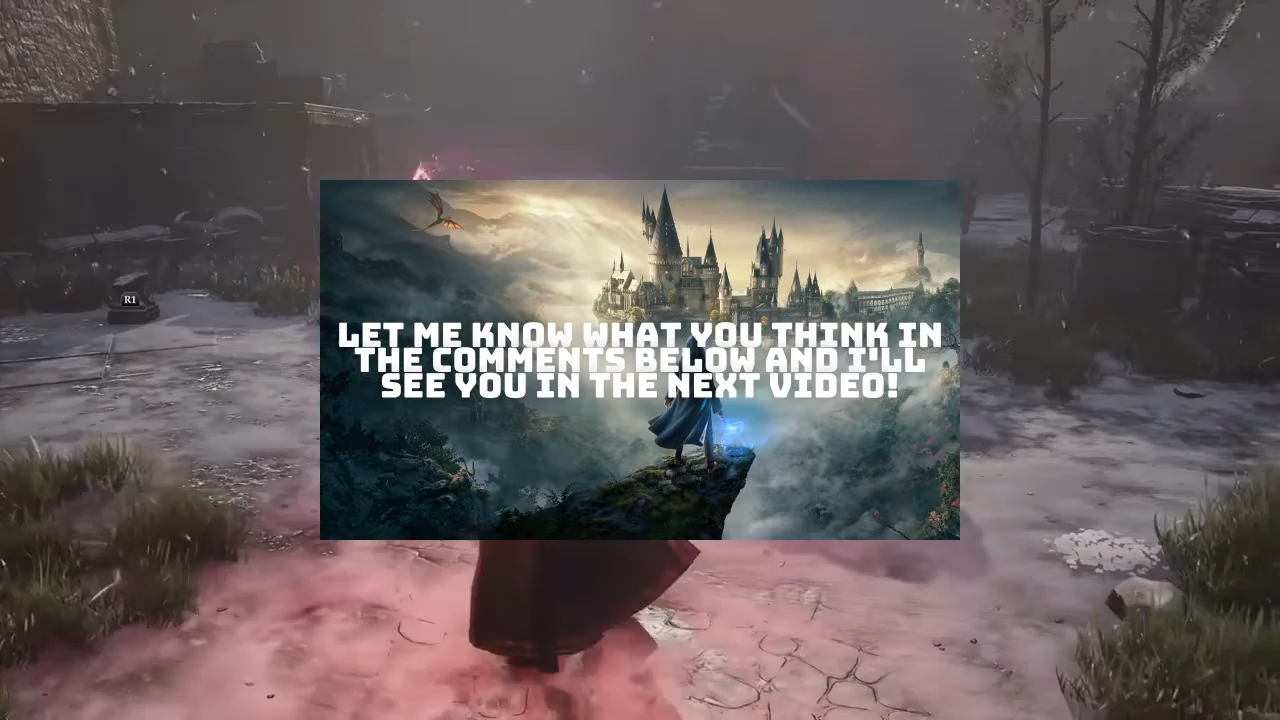 R1
LET ME KNOW WHAT YOU THINK IN
THE COMMENTS BELOW AND I'LL
SEE YOU IN THE NEXT VIDEO!